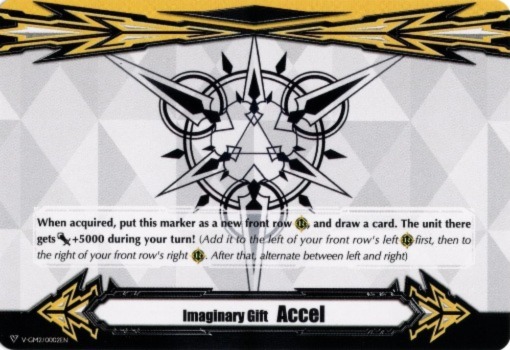 When acquired, put this marker as a new front row , and draw a card. The unit there
gets +5000 during your turn! (Add it to the left of your front row's left first, then to
the right of your front row's right . After that, alternate between left and right)
Imaginary Gift Accel
V-GM2/0002EN